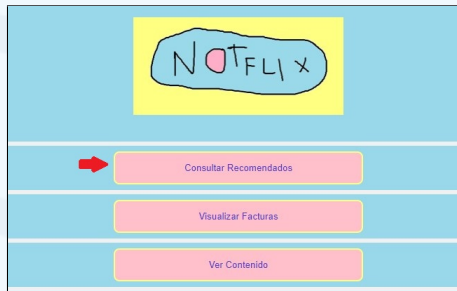 NOTFLIX
Consultar Recomendados
Visualizar Facturas
Ver Contenido